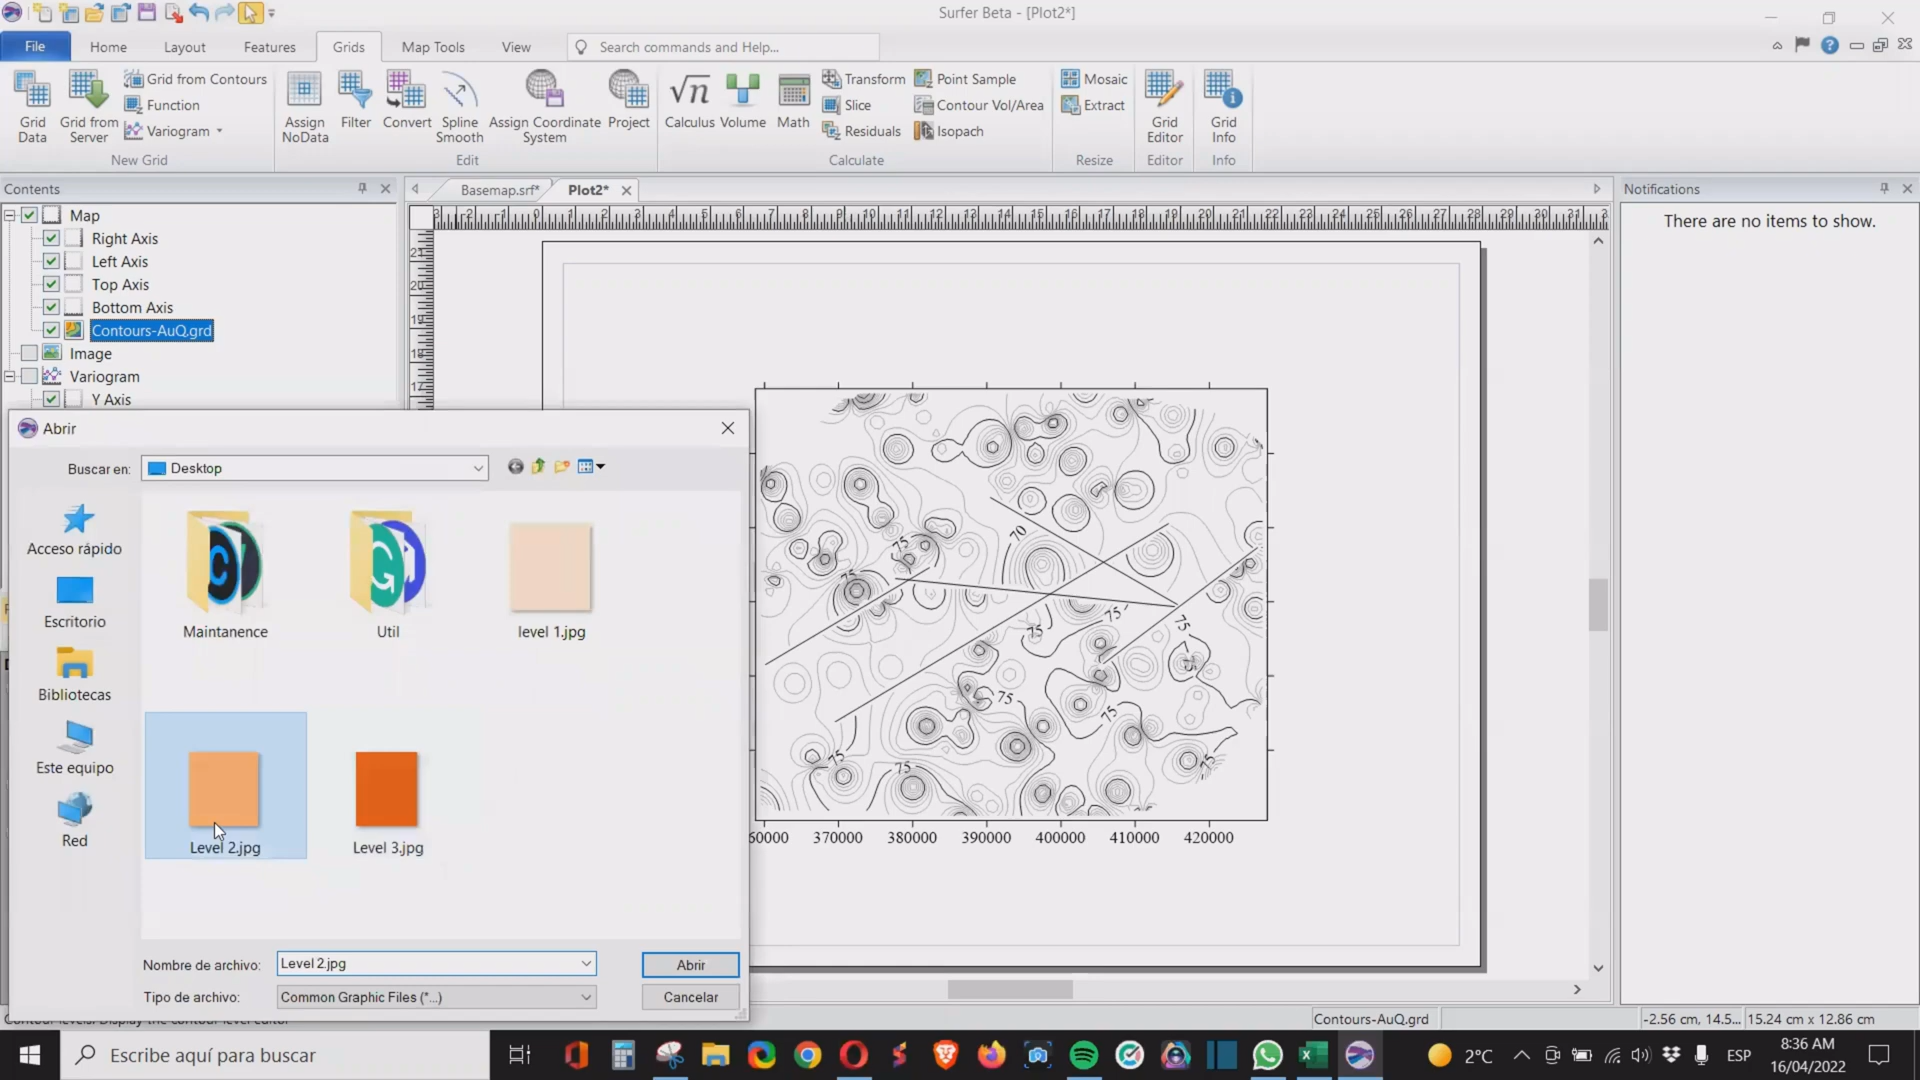 Surfer Beta - [Plot2*]
File
Home
Layout
Features
Grids
Map Tools
View
Search commands and Help...
Grid Data
Grid from Server
Grid from Contours
Function
Variogram
New Grid
Assign NoData
Filter
Convert
Spline Smooth
Assign Coordinate System
Project
Edit
Calculus
Volume
Math
Transform
Slice
Residuals
Point Sample
Contour Vol/Area
Isopach
Calculate
Mosaic
Extract
Resize
Grid Editor
Editor
Grid Info
Info
Contents
Map
Right Axis
Left Axis
Top Axis
Bottom Axis
Contours-AuQ.grd
Image
Variogram
Y Axis
Basemap.srf*
Plot2*
Notifications
There are no items to show.
Abrir
Buscar en:
Desktop
Acceso rápido
Escritorio
Bibliotecas
Este equipo
Red
Maintanence
Util
level 1.jpg
Level 2.jpg
Level 3.jpg
Nombre de archivo:
Level 2.jpg
Abrir
Tipo de archivo:
Common Graphic Files (*...)
Cancelar
70
75
75
75
75
75
75
75
75
75
75
75
60000 370000 380000 390000 400000 410000 420000
Contours-AuQ.grd
-2.56 cm, 14.5...
15.24 cm x 12.86 cm
Escribe aquí para buscar
2°C
ESP
8:36 AM
16/04/2022